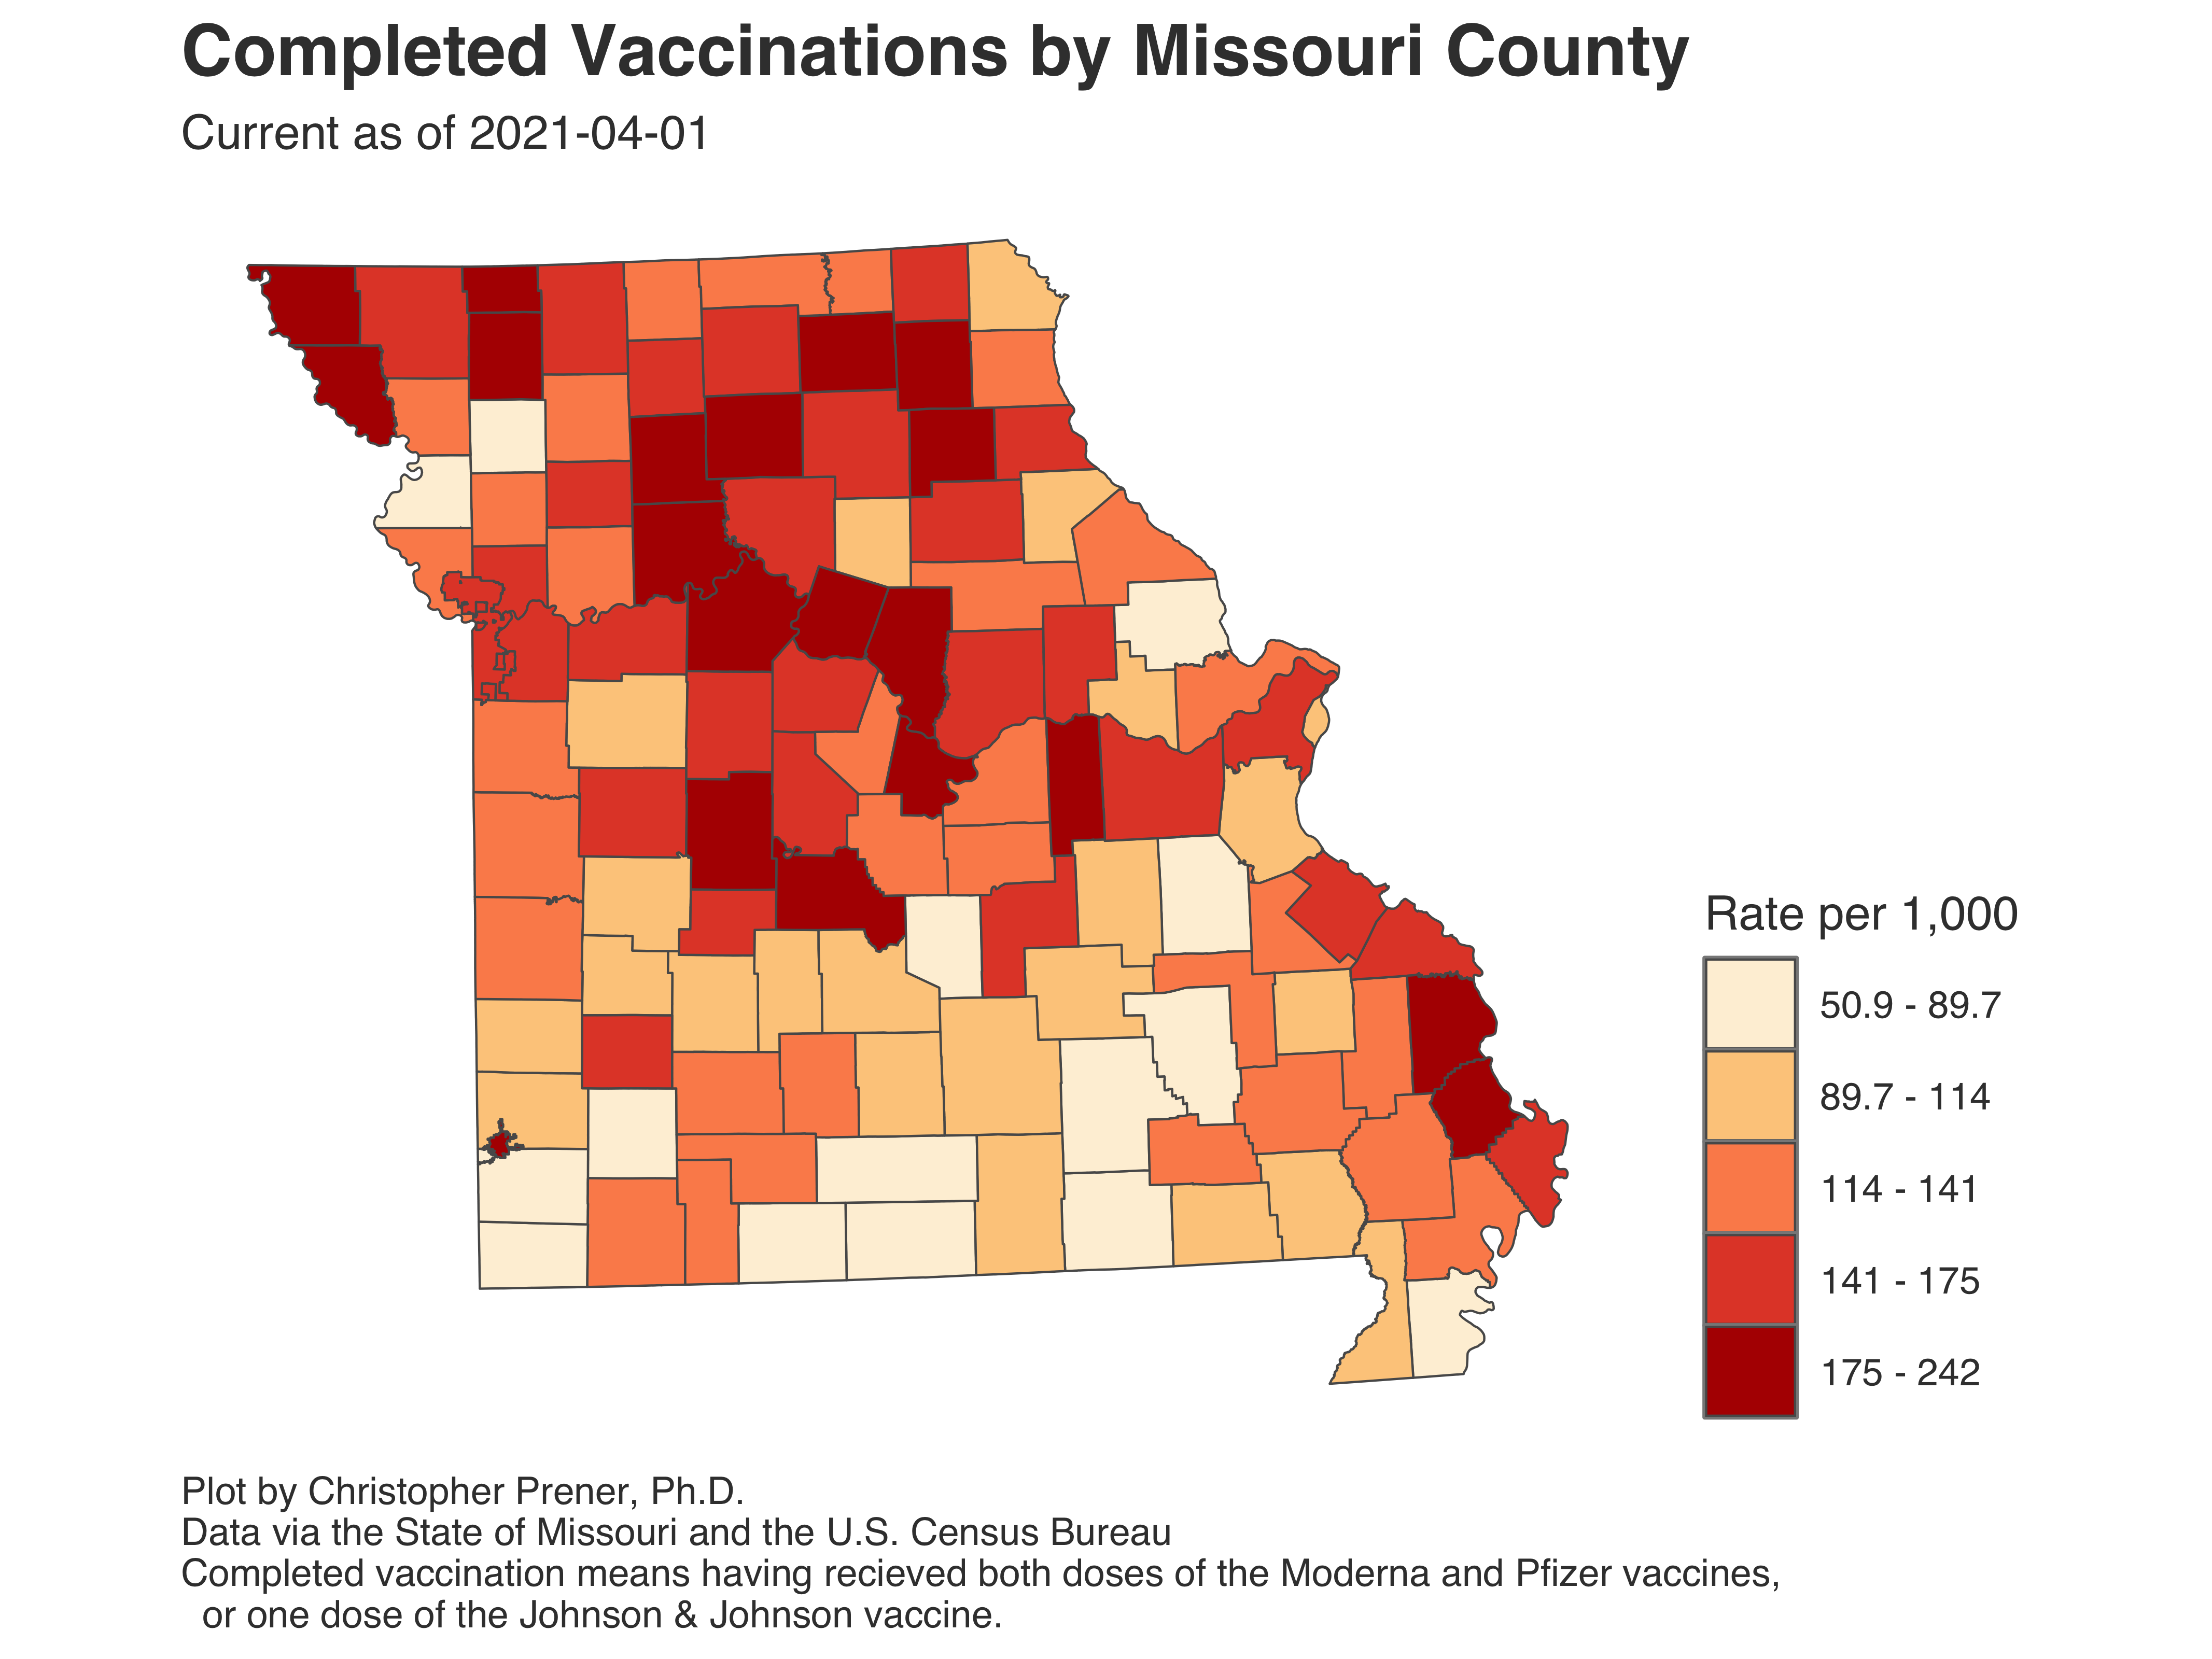 Completed Vaccinations by Missouri County
Current as of 2021-04-01
Rate per 1,000
50.9 - 89.7
89.7 - 114
114 - 141
141 - 175
175 - 242
Plot by Christopher Prener, Ph.D.
Data via the State of Missouri and the U.S. Census Bureau
Completed vaccination means having recieved both doses of the Moderna and Pfizer vaccines,
or one dose of the Johnson & Johnson vaccine.